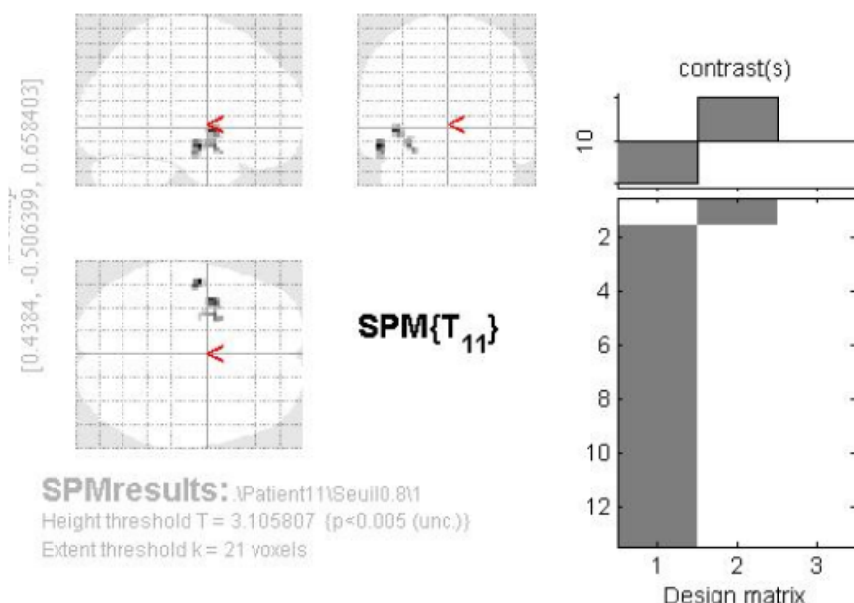 [0.4384, -0.506399, 0.658403]
SPM{T11}
SPMresults: .\Patient11\Seuil0.8\1
Height threshold T = 3.105807 {p<0.005 (unc.)}
Extent threshold k = 21 voxels
contrast(s)
10
2
4
6
8
10
12
1 2 3
Design matrix